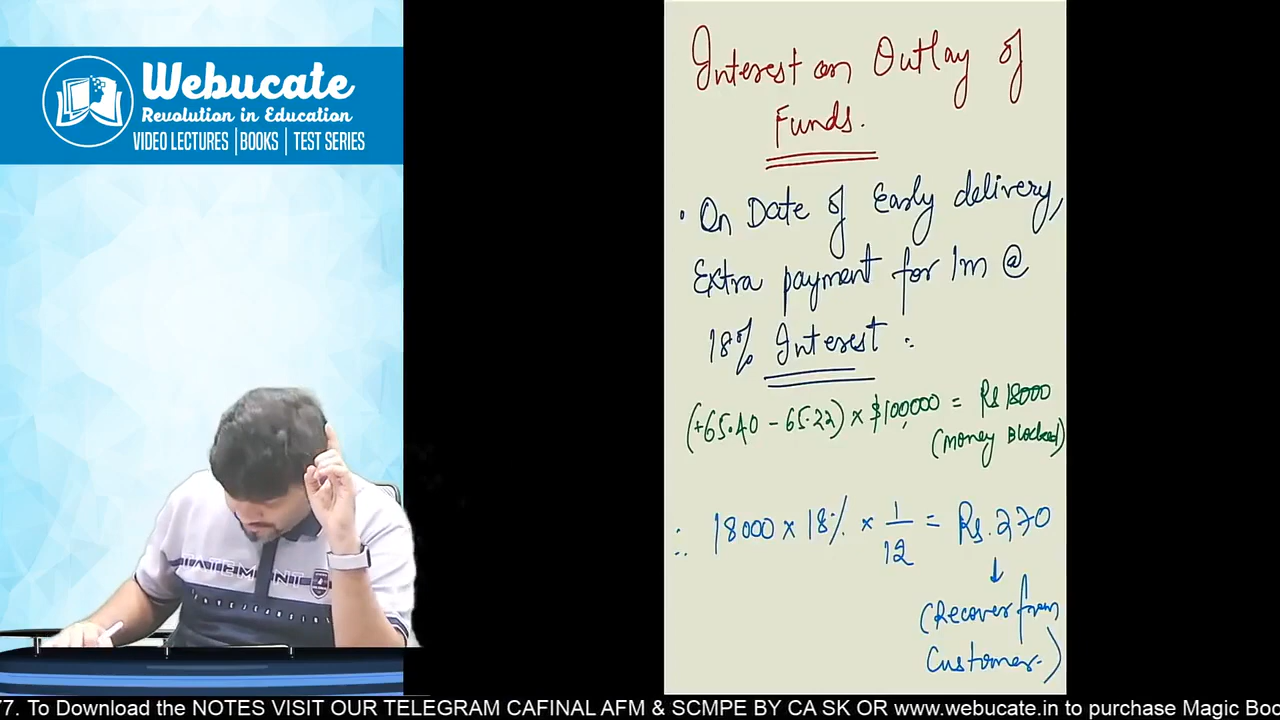 Webucate
Revolution in Education
VIDEO LECTURES | BOOKS | TEST SERIES
Interest on Outlay of
Funds.
• On Date of Early delivery,
Extra payment for 1m @
18% Interest :
(+65.40 - 65.22) × $100,000 = Rs 18000
(Money Blocked)
∴ 18000 × 18% × 1/12 = Rs. 270
↓
(Recover from
Customer.)
TATEMENT
77. To Download the NOTES VISIT OUR TELEGRAM CAFINAL AFM & SCMPE BY CA SK OR www.webucate.in to purchase Magic Boo